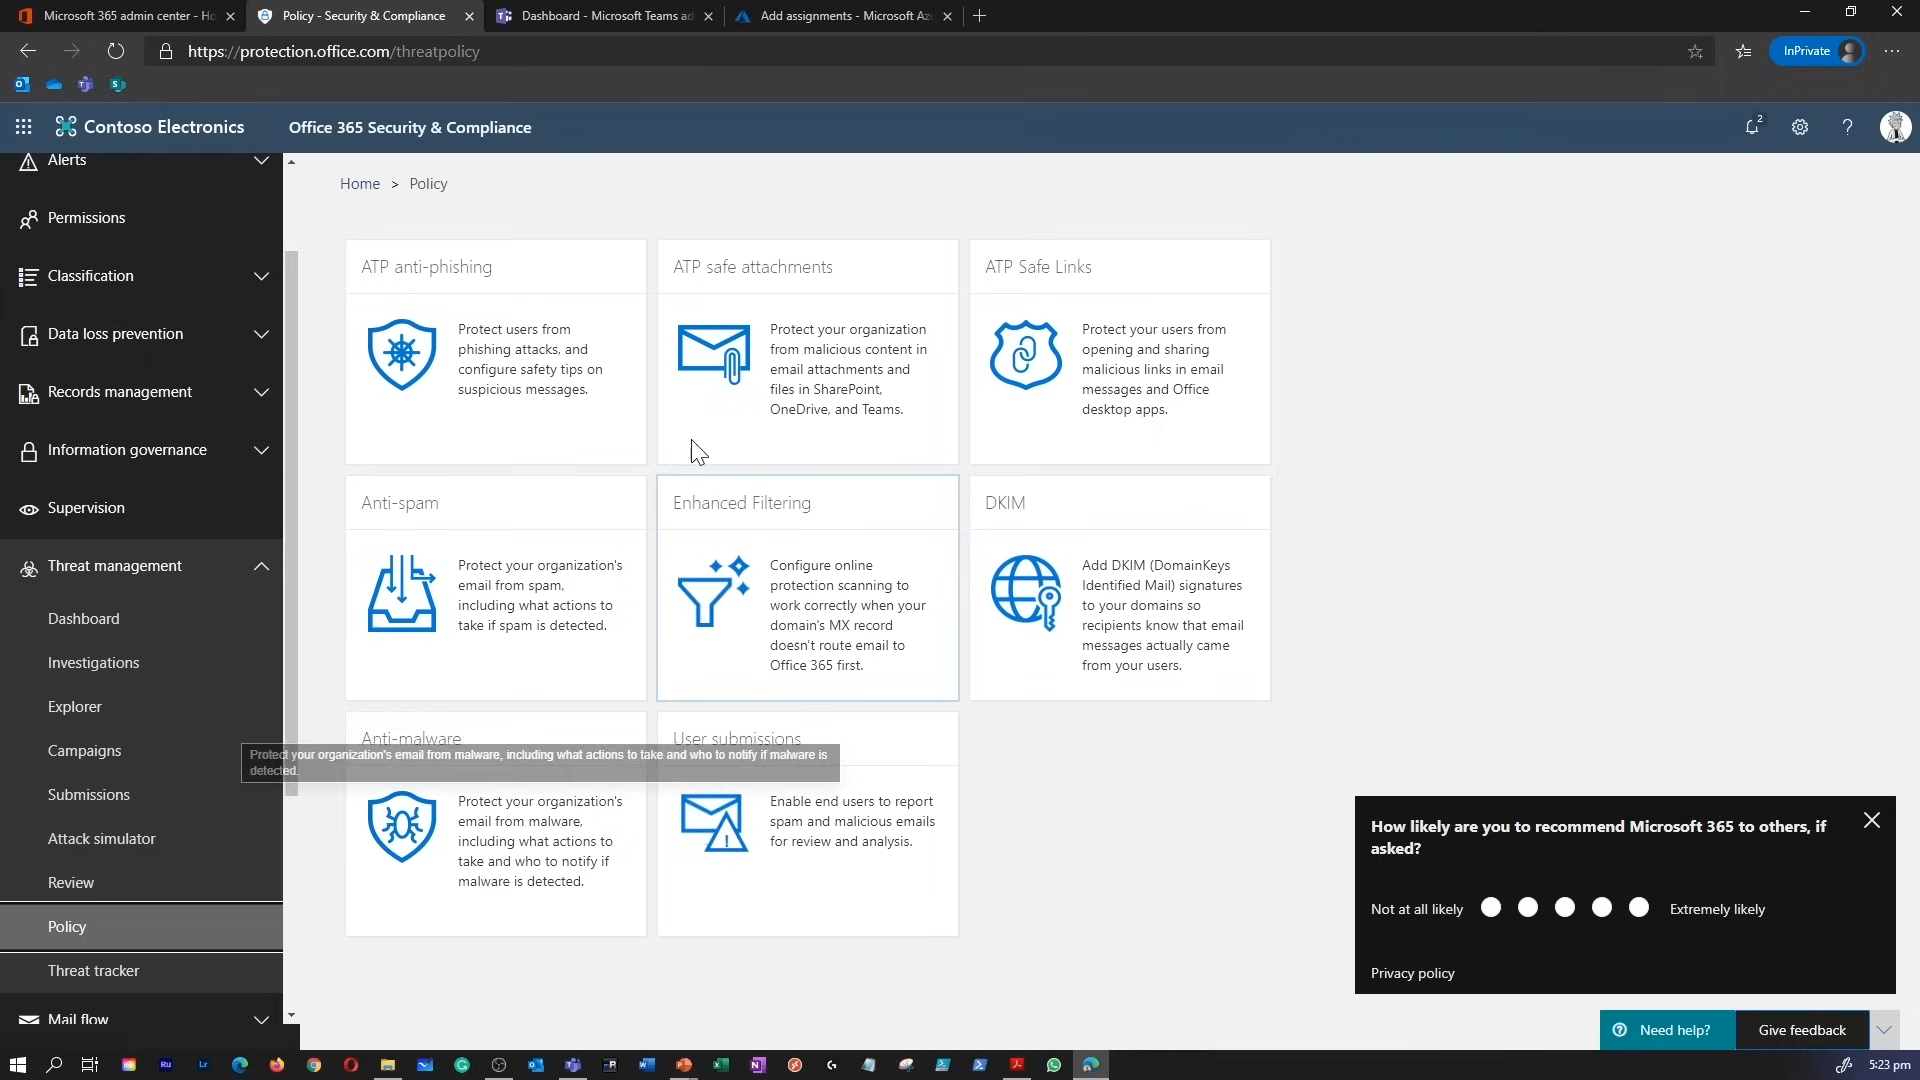 Microsoft 365 admin center - Ho
Policy - Security & Compliance
Dashboard - Microsoft Teams ad
Add assignments - Microsoft Az
https://protection.office.com/threatpolicy
InPrivate
Contoso Electronics
Office 365 Security & Compliance
2
Alerts
Permissions
Classification
Data loss prevention
Records management
Information governance
Supervision
Threat management
Dashboard
Investigations
Explorer
Campaigns
Submissions
Attack simulator
Review
Policy
Threat tracker
Mail flow
Home > Policy
ATP anti-phishing
Protect users from
phishing attacks, and
configure safety tips on
suspicious messages.
ATP safe attachments
Protect your organization
from malicious content in
email attachments and
files in SharePoint,
OneDrive, and Teams.
ATP Safe Links
Protect your users from
opening and sharing
malicious links in email
messages and Office
desktop apps.
Anti-spam
Protect your organization's
email from spam,
including what actions to
take if spam is detected.
Enhanced Filtering
Configure online
protection scanning to
work correctly when your
domain's MX record
doesn't route email to
Office 365 first.
DKIM
Add DKIM (DomainKeys
Identified Mail) signatures
to your domains so
recipients know that email
messages actually came
from your users.
Anti-malware
Protect your organization's
email from malware,
including what actions to
take and who to notify if
malware is detected.
User submissions
Enable end users to report
spam and malicious emails
for review and analysis.
Protect your organization's email from malware, including what actions to take and who to notify if malware is
detected.
How likely are you to recommend Microsoft 365 to others, if
asked?
Not at all likely
Extremely likely
Privacy policy
Need help?
Give feedback
Ru
Lr
5:23 pm